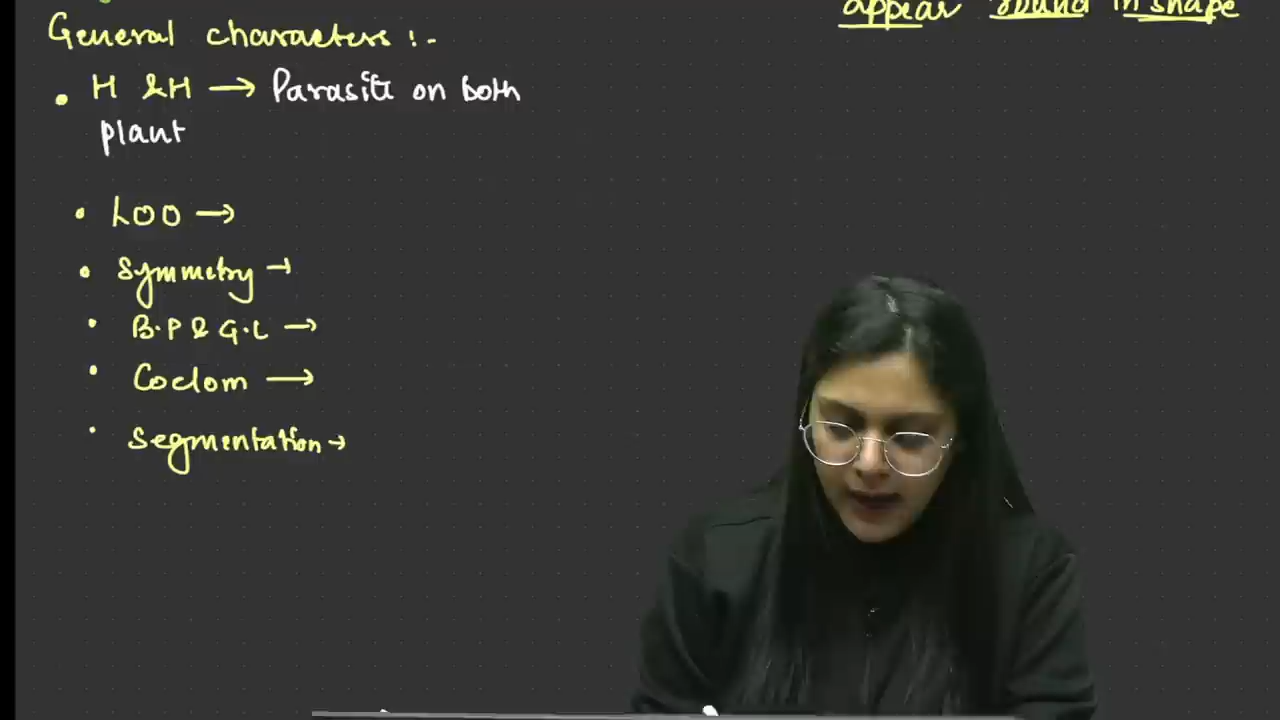 appear round in shape
General characters :-
• H & H → Parasite on both
plant
• LOO →
• Symmetry →
• B.P & G.L →
• Coelom →
• Segmentation →